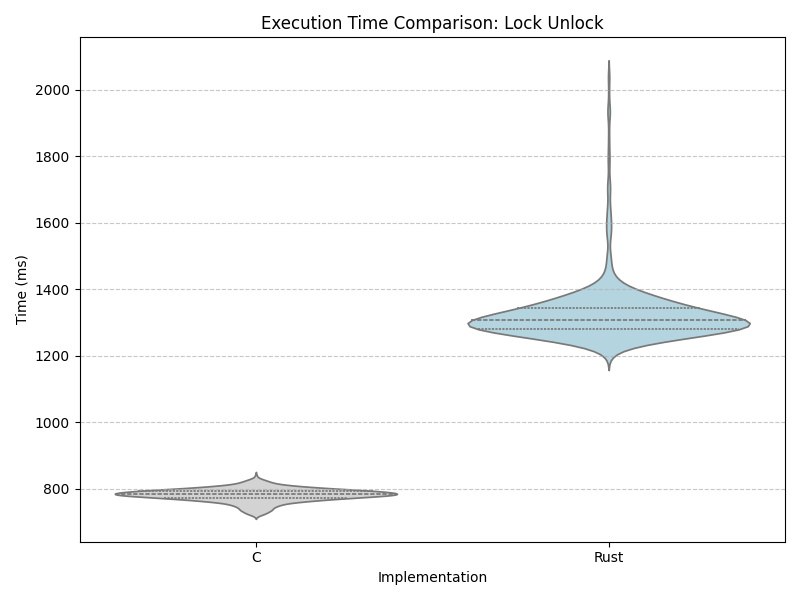 Execution Time Comparison: Lock Unlock
Time (ms)
2000
1800
1600
1400
1200
1000
800
C
Rust
Implementation